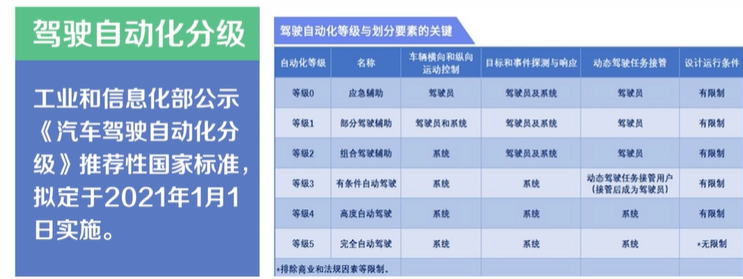 驾驶自动化分级
工业和信息化部公示
《汽车驾驶自动化分
级》推荐性国家标准，
拟定于2021年1月1
日实施。
驾驶自动化等级与划分要素的关键
自动化等级 名称 车辆横向和纵向运动控制 目标和事件探测与响应 动态驾驶任务接管 设计运行条件
等级0 应急辅助 驾驶员 驾驶员及系统 驾驶员 有限制
等级1 部分驾驶辅助 驾驶员和系统 驾驶员及系统 驾驶员 有限制
等级2 组合驾驶辅助 系统 驾驶员及系统 驾驶员 有限制
等级3 有条件自动驾驶 系统 系统 动态驾驶任务接管用户(接管后成为驾驶员) 有限制
等级4 高度自动驾驶 系统 系统 系统 有限制
等级5 完全自动驾驶 系统 系统 系统 *无限制
*排除商业和法规因素等限制。